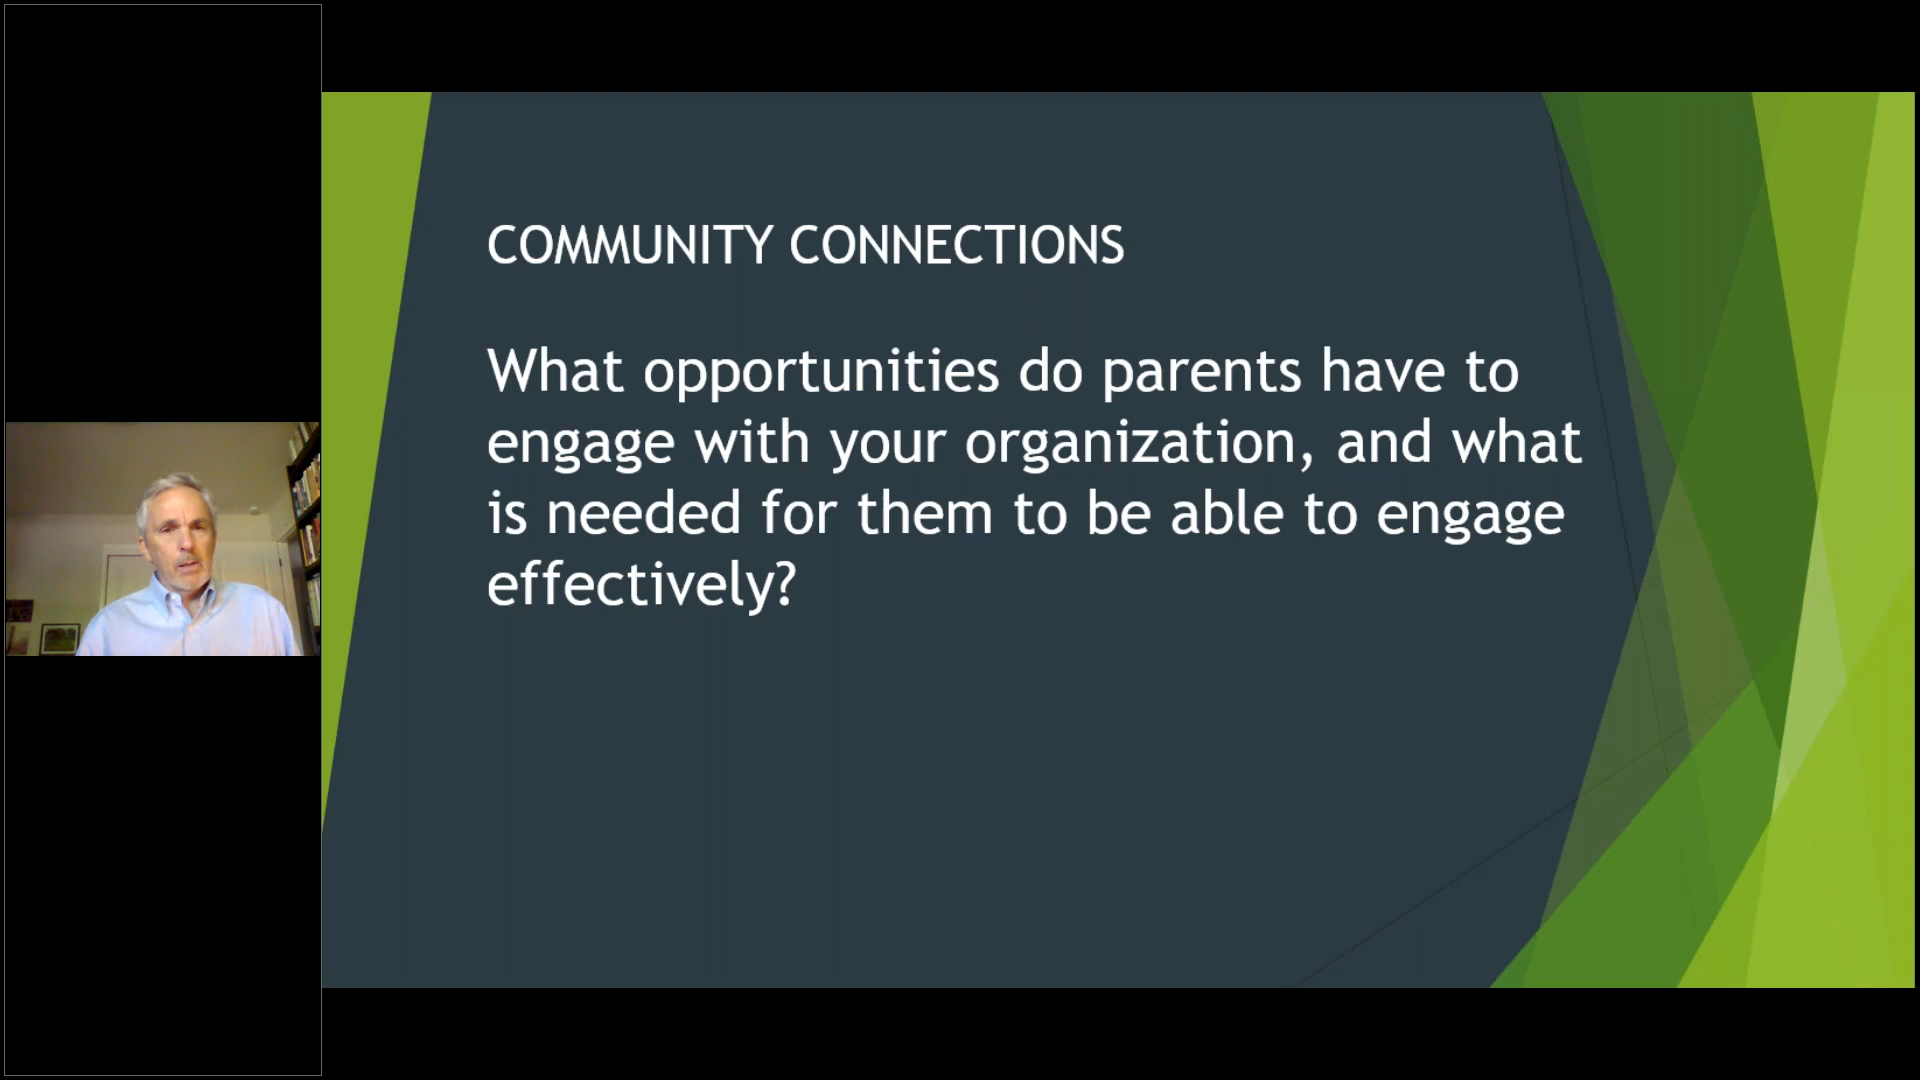 COMMUNITY CONNECTIONS
What opportunities do parents have to
engage with your organization, and what
is needed for them to be able to engage
effectively?